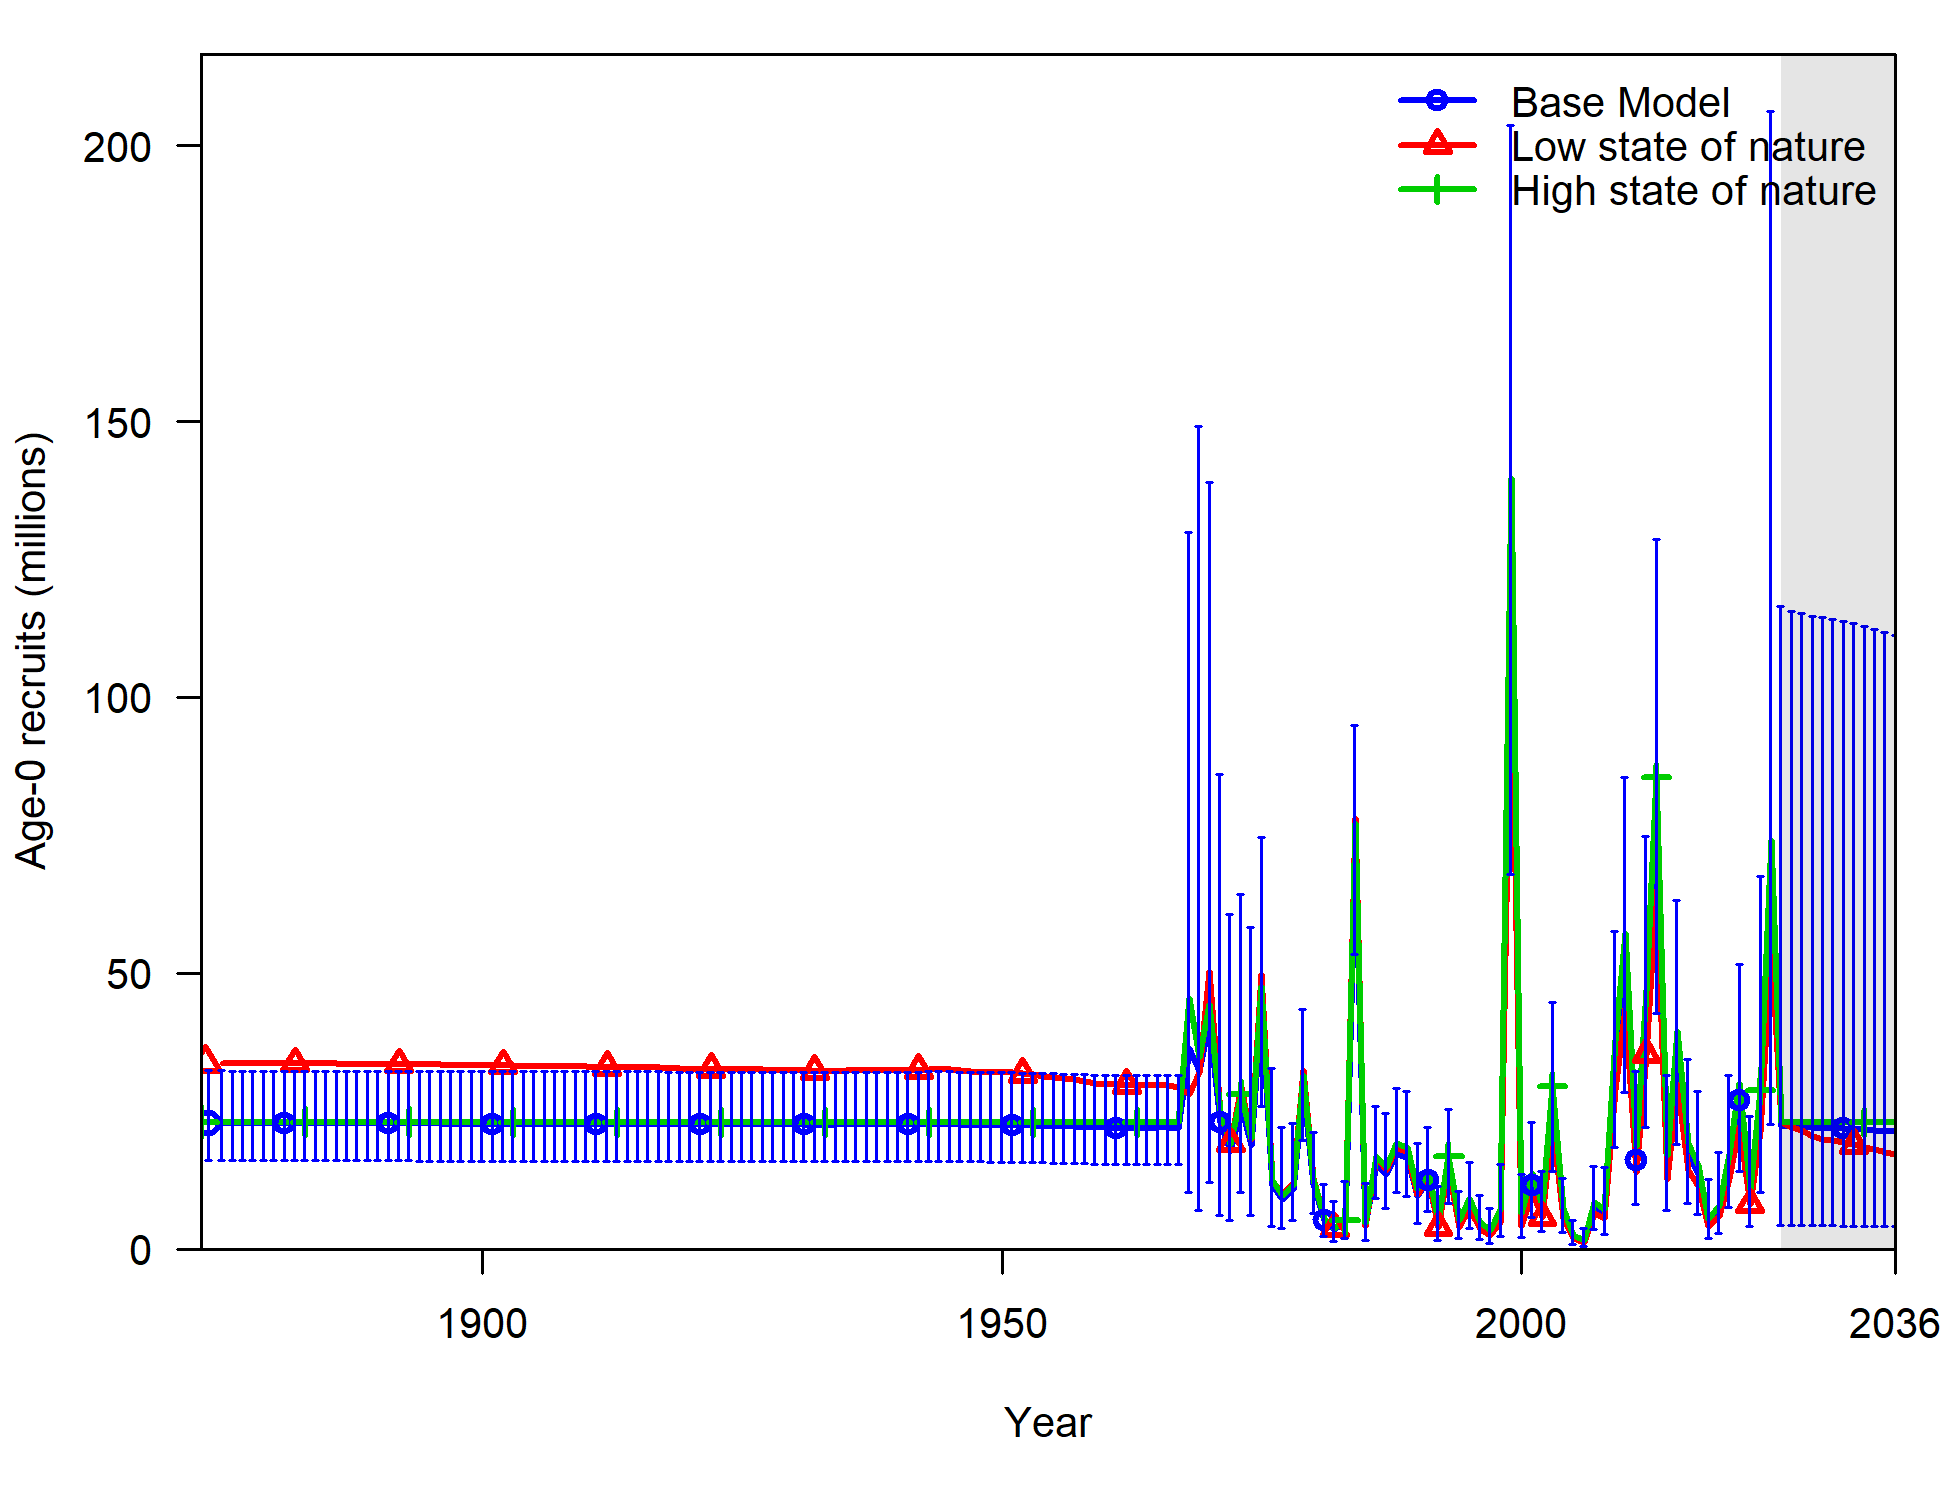 Base Model
Low state of nature
High state of nature
200
150
100
50
0
Age-0 recruits (millions)
1900
1950
2000
2036
Year